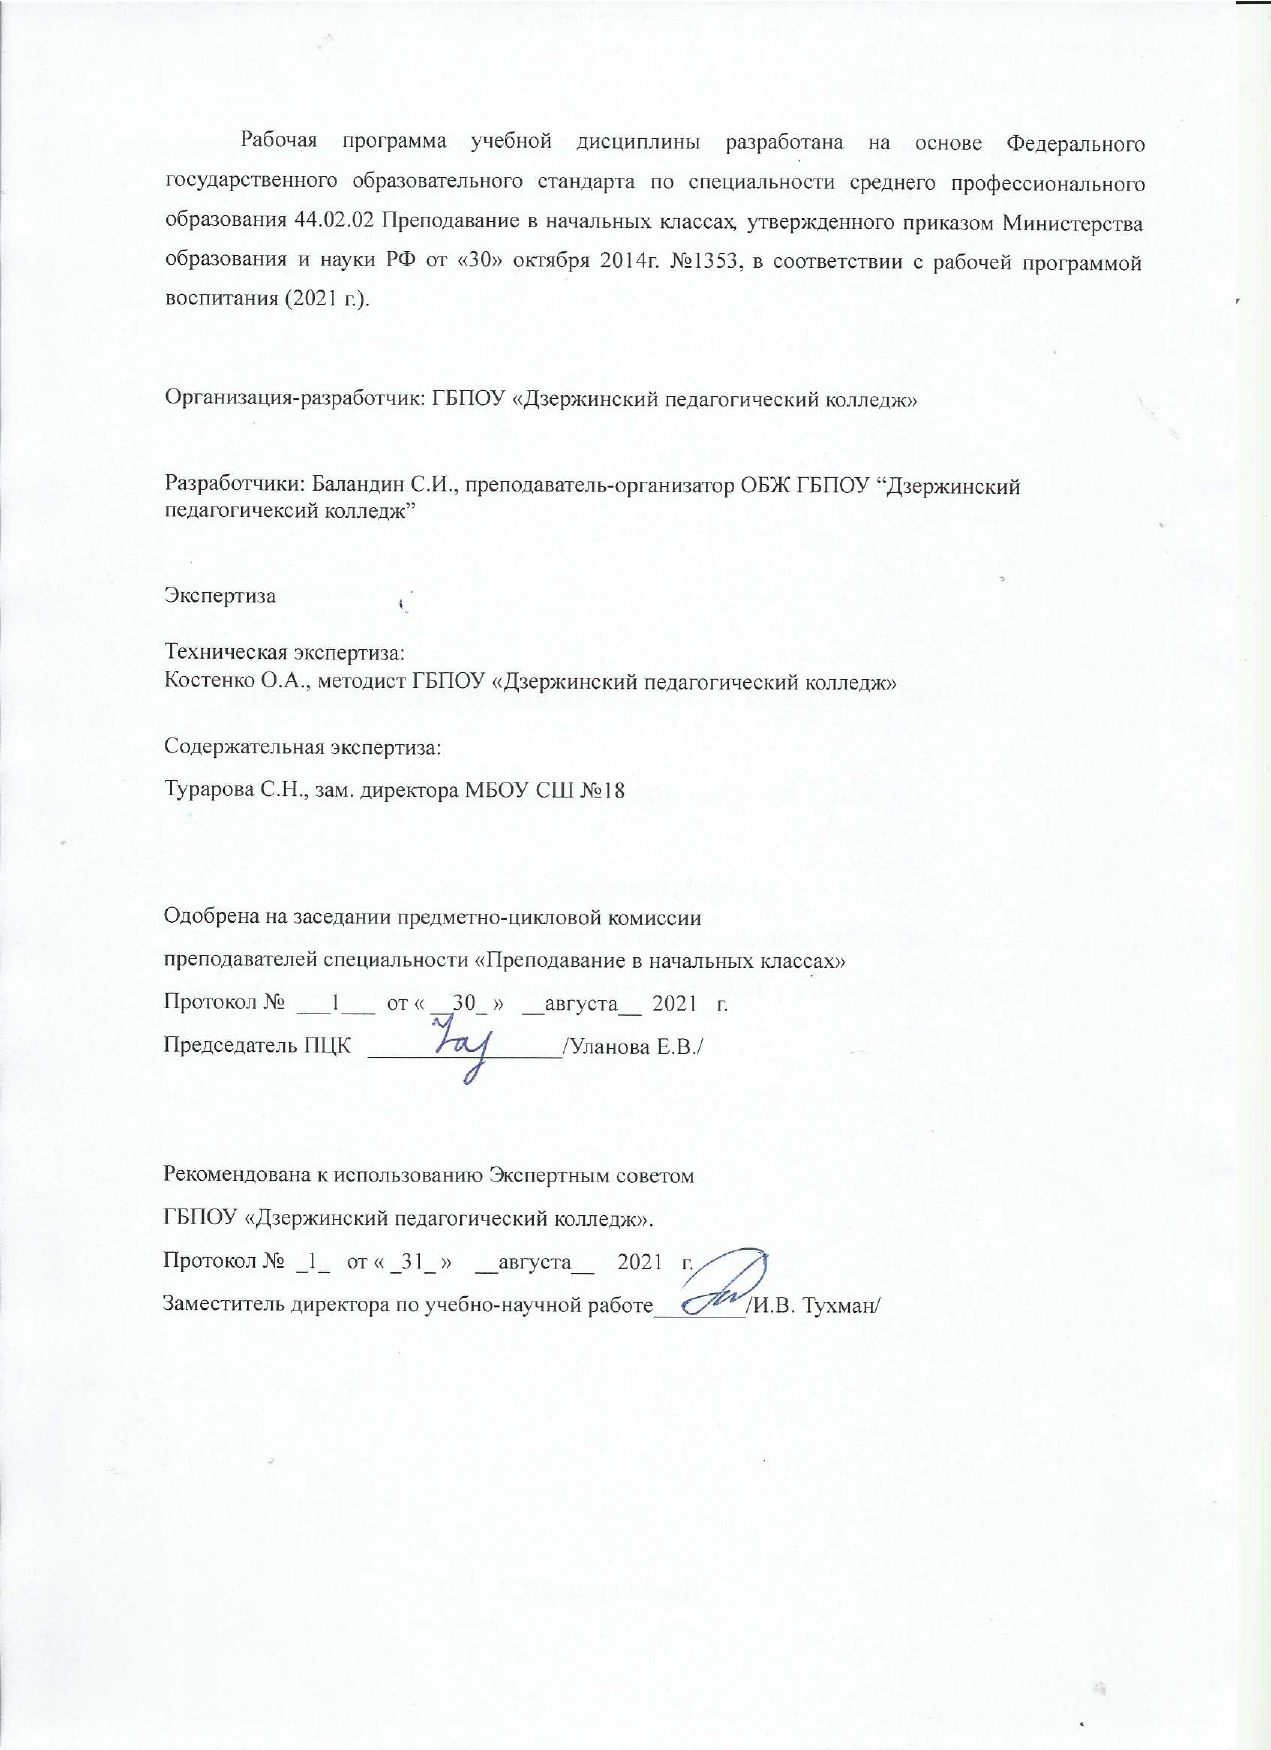 Рабочая программа учебной дисциплины разработана на основе Федерального
государственного образовательного стандарта по специальности среднего профессионального
образования 44.02.02 Преподавание в начальных классах, утвержденного приказом Министерства
образования и науки РФ от «30» октября 2014г. №1353, в соответствии с рабочей программой
воспитания (2021 г.).
Организация-разработчик: ГБПОУ «Дзержинский педагогический колледж»
Разработчики: Баландин С.И., преподаватель-организатор ОБЖ ГБПОУ “Дзержинский
педагогичексий колледж”
Экспертиза
Техническая экспертиза:
Костенко О.А., методист ГБПОУ «Дзержинский педагогический колледж»
Содержательная экспертиза:
Турарова С.Н., зам. директора МБОУ СШ №18
Одобрена на заседании предметно-цикловой комиссии
преподавателей специальности «Преподавание в начальных классах»
Протокол № ___1___ от « __30_ » __августа__ 2021 г.
Председатель ПЦК _________________/Уланова Е.В./
Рекомендована к использованию Экспертным советом
ГБПОУ «Дзержинский педагогический колледж».
Протокол № _1_ от « _31_ » __августа__ 2021 г.
Заместитель директора по учебно-научной работе________/И.В. Тухман/